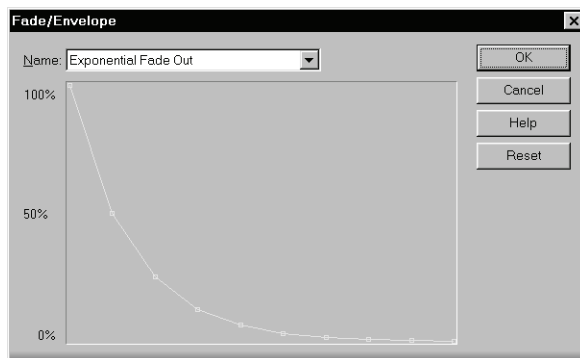 Fade/Envelope
Name: Exponential Fade Out
OK
Cancel
Help
Reset
100%
50%
0%